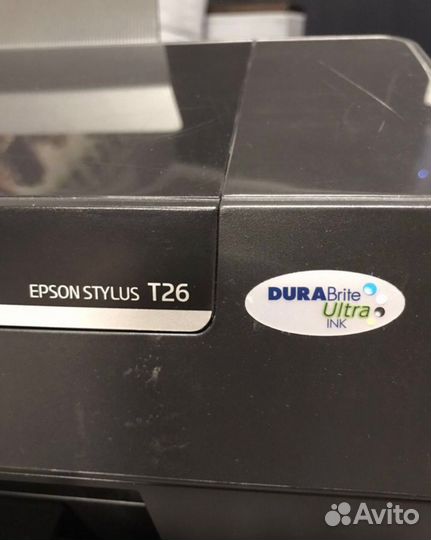 EPSON STYLUS T26
DURABrite
Ultra
INK
Avito